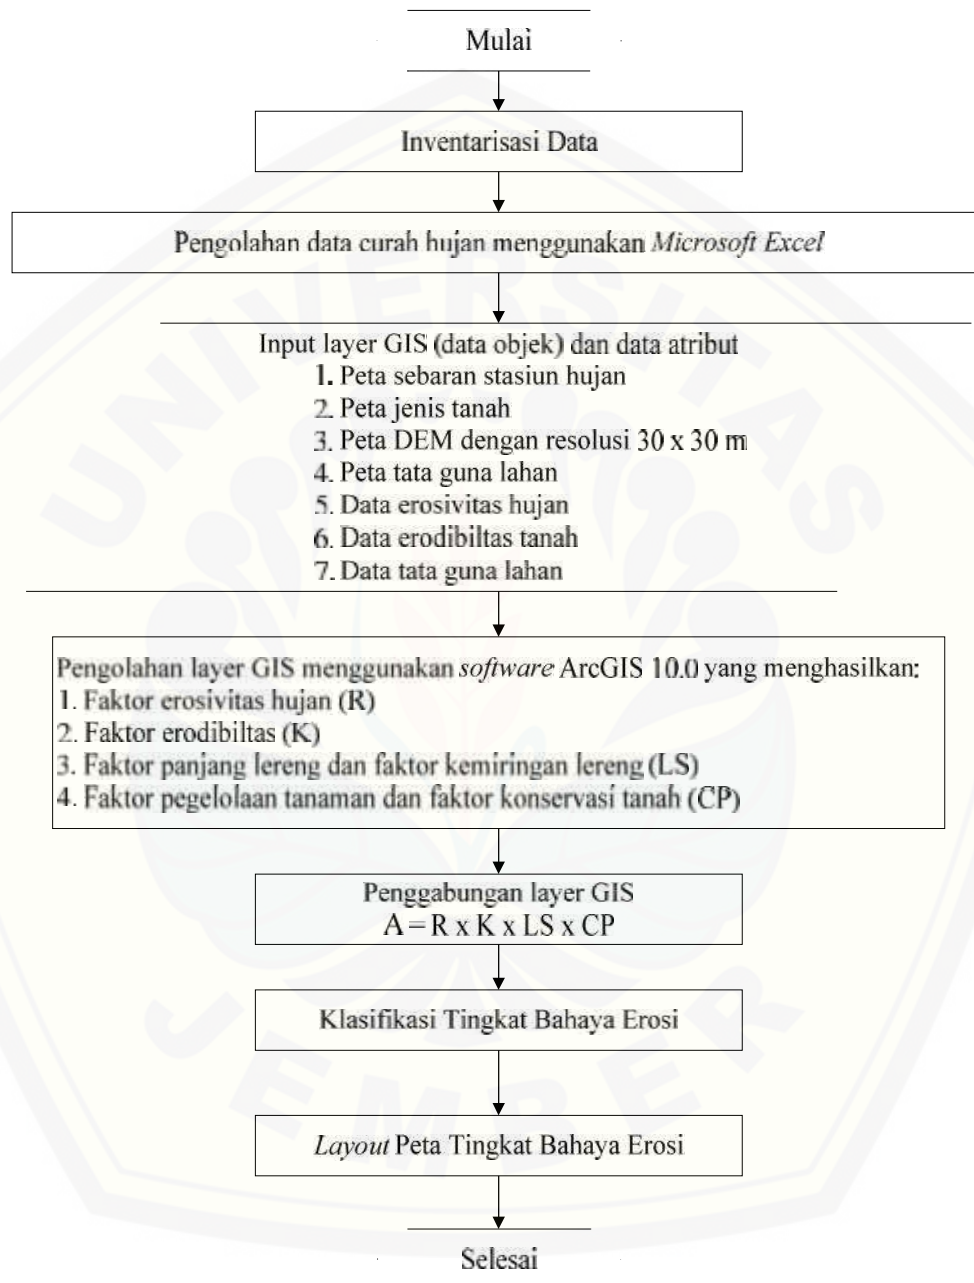 Mulai
Inventarisasi Data
Pengolahan data curah hujan menggunakan Microsoft Excel
Input layer GIS (data objek) dan data atribut
1. Peta sebaran stasiun hujan
2. Peta jenis tanah
3. Peta DEM dengan resolusi 30 x 30 m
4. Peta tata guna lahan
5. Data erosivitas hujan
6. Data erodibiltas tanah
7. Data tata guna lahan
Pengolahan layer GIS menggunakan software ArcGIS 10.0 yang menghasilkan:
1. Faktor erosivitas hujan (R)
2. Faktor erodibiltas (K)
3. Faktor panjang lereng dan faktor kemiringan lereng (LS)
4. Faktor pegelolaan tanaman dan faktor konservasi tanah (CP)
Penggabungan layer GIS
A = R x K x LS x CP
Klasifikasi Tingkat Bahaya Erosi
Layout Peta Tingkat Bahaya Erosi
Selesai
UNIVERSITAS
JEMBER